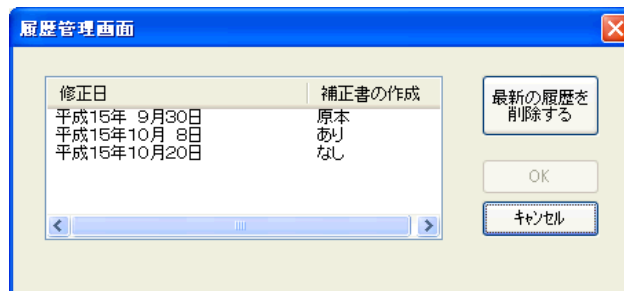 履歴管理画面
修正日 補正書の作成
平成15年 9月30日 原本
平成15年10月 8日 あり
平成15年10月20日 なし
最新の履歴を
削除する
OK
キャンセル